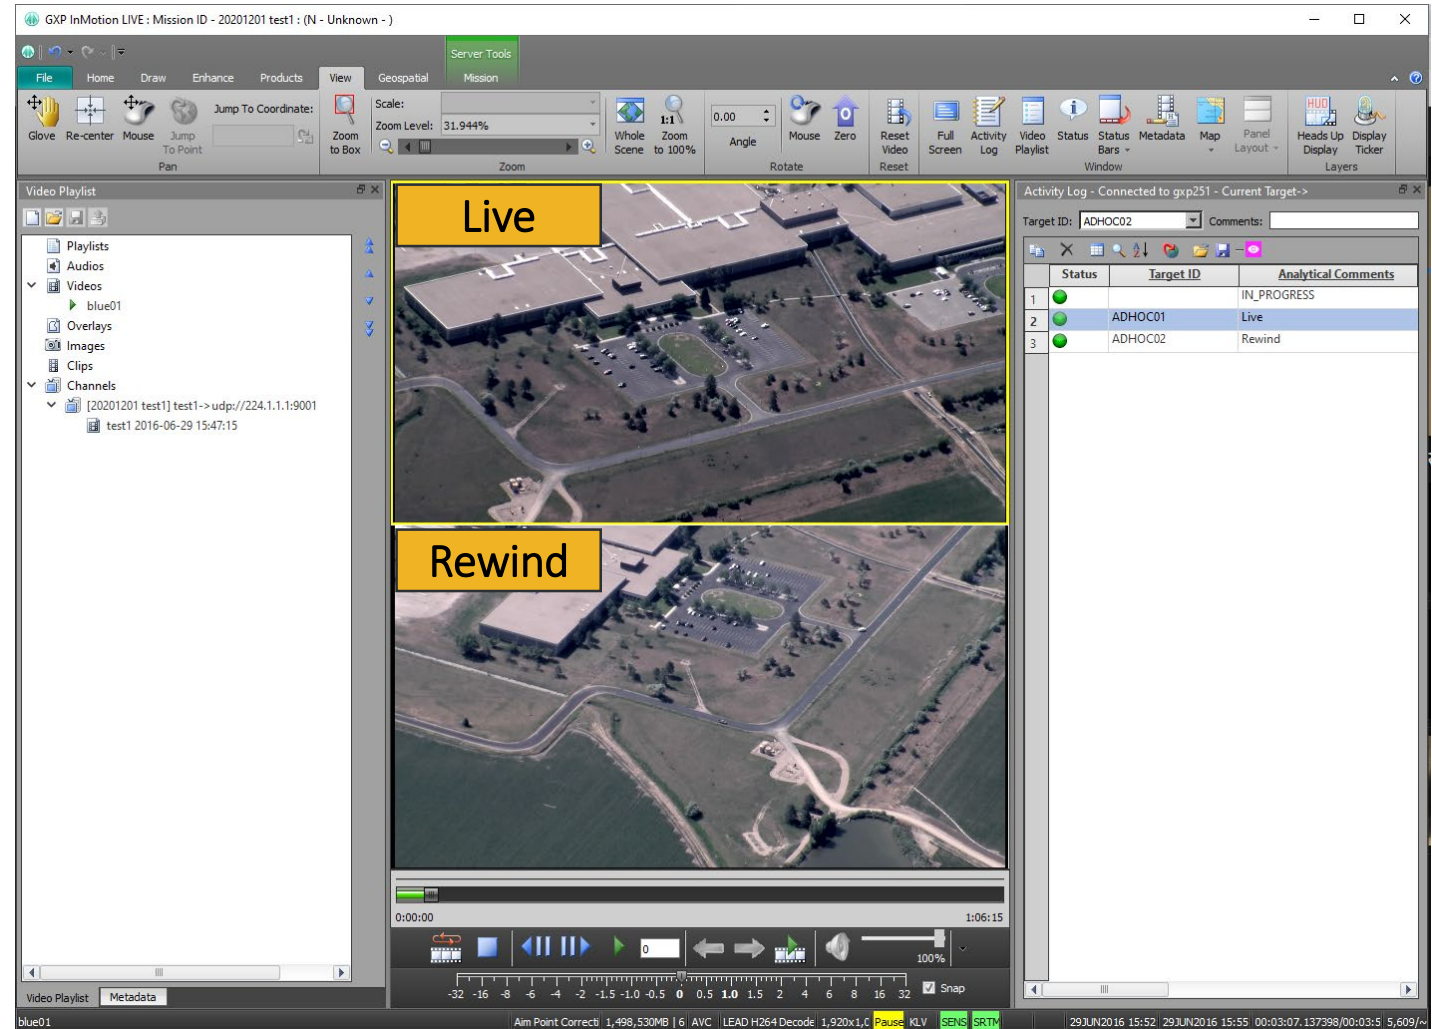 GXP InMotion LIVE : Mission ID - 20201201 test1 : (N - Unknown - )
Server Tools
File Home Draw Enhance Products View Geospatial Mission
Glove Re-center Mouse Jump To Point
Jump To Coordinate:
Pan
Zoom to Box
Scale:
Zoom Level: 31.944%
Whole Scene
1:1
Zoom to 100%
Zoom
0.00
Angle
Mouse Zero
Rotate
Reset Video
Reset
Full Screen Activity Log Video Playlist Status Status Bars Metadata Map Panel Layout
Window
HUD
Heads Up Display Display Ticker
Layers
Video Playlist
Playlists
Audios
Videos
blue01
Overlays
Images
Clips
Channels
[20201201 test1] test1->udp://224.1.1.1:9001
test1 2016-06-29 15:47:15
Video Playlist Metadata
Live
Rewind
0:00:00 1:06:15
0
100%
-32 -16 -8 -6 -4 -2 -1.5 -1.0 -0.5 0 0.5 1.0 1.5 2 4 6 8 16 32
Snap
Activity Log - Connected to gxp251 - Current Target->
Target ID: ADHOC02 Comments:
Status Target ID Analytical Comments
1 IN_PROGRESS
2 ADHOC01 Live
3 ADHOC02 Rewind
blue01 Aim Point Correcti 1,498,530MB | 6 AVC LEAD H264 Decode 1,920x1,0 Pause KLV SENS SRTM 29JUN2016 15:52 29JUN2016 15:55 00:03:07.137398/00:03:5 5,609/~